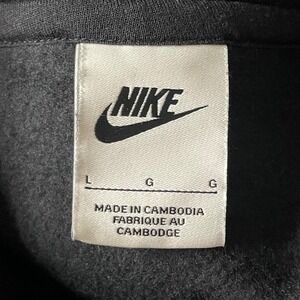 NIKE
L G G
MADE IN CAMBODIA
FABRIQUE AU
CAMBODGE